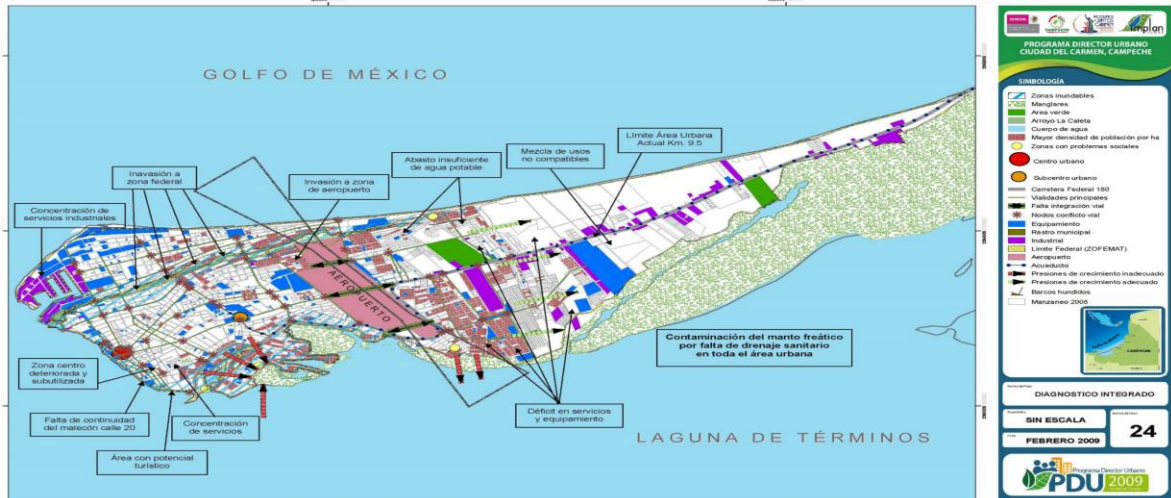 GOLFO DE MÉXICO
Límite Área Urbana
Actual Km. 9.5
Mezcla de usos
no compatibles
Abasto insuficiente
de agua potable
Invasión a zona
de aeropuerto
Inavasión a
zona federal
Concentración de
servicios industriales
AEROPUERTO
Contaminación del manto freático
por falta de drenaje sanitario
en toda el área urbana
Zona centro
deteriorada y
subutilizada
Falta de continuidad
del malecón calle 20
Concentración
de servicios
Área con potencial
turístico
Déficit en servicios
y equipamiento
LAGUNA DE TÉRMINOS
implan
PROGRAMA DIRECTOR URBANO
CIUDAD DEL CARMEN, CAMPECHE
SIMBOLOGÍA
Zonas inundables
Manglares
Area verde
Arroyo La Caleta
Cuerpo de agua
Mayor densidad de población por ha
Zonas con problemas sociales
Centro urbano
Subcentro urbano
Carretera Federal 180
Vialidades principales
Falta integración vial
Nodos conflicto vial
Equipamiento
Rastro municipal
Industrial
Límite Federal (ZOFEMAT)
Aeropuerto
Acueducto
Presiones de crecimiento inadecuado
Presiones de crecimiento adecuado
Barcos hundidos
Manzaneo 2008
CAMPECHE
DIAGNOSTICO INTEGRADO
SIN ESCALA
FEBRERO 2009
24
Programa Director Urbano
PDU 2009